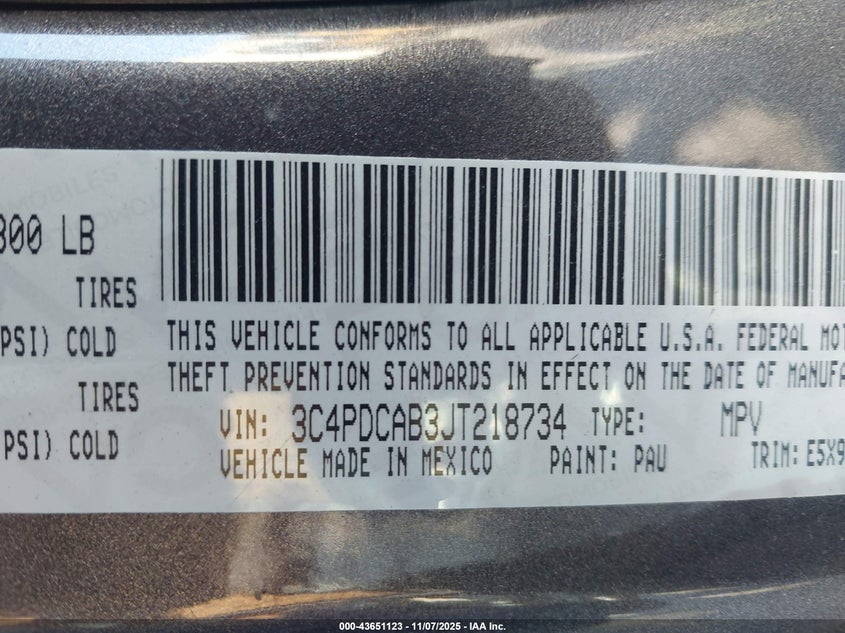 800 LB
TIRES
PSI) COLD
TIRES
PSI) COLD
THIS VEHICLE CONFORMS TO ALL APPLICABLE U.S.A. FEDERAL MOT
THEFT PREVENTION STANDARDS IN EFFECT ON THE DATE OF MANUFA
VIN: 3C4PDCAB3JT218734 TYPE: MPV
VEHICLE MADE IN MEXICO PAINT: PAU TRIM: E5X9
000-43651123 - 11/07/2025 - IAA Inc.